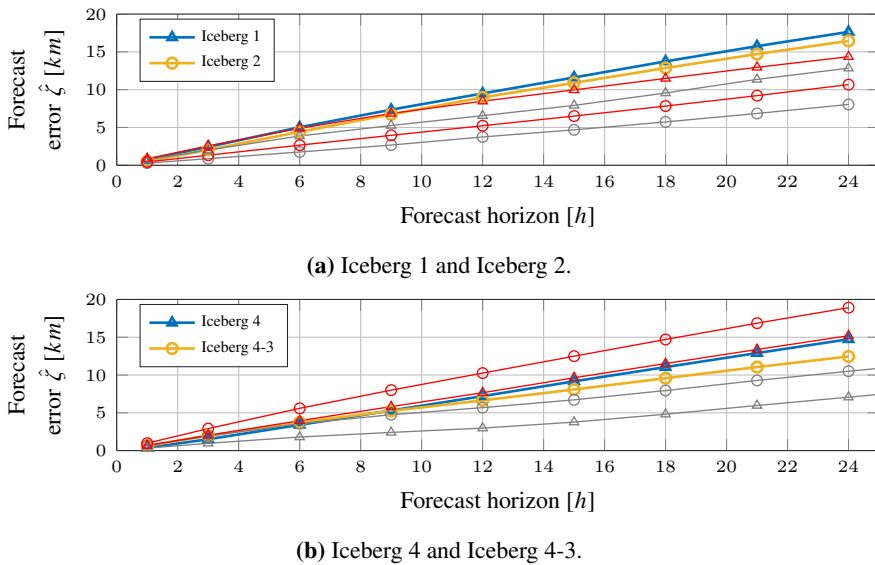 20
15
10
5
0
Forecast
error ζ̂ [km]
Iceberg 1
Iceberg 2
0 2 4 6 8 10 12 14 16 18 20 22 24
Forecast horizon [h]
(a) Iceberg 1 and Iceberg 2.
20
15
10
5
0
Forecast
error ζ̂ [km]
Iceberg 4
Iceberg 4-3
0 2 4 6 8 10 12 14 16 18 20 22 24
Forecast horizon [h]
(b) Iceberg 4 and Iceberg 4-3.